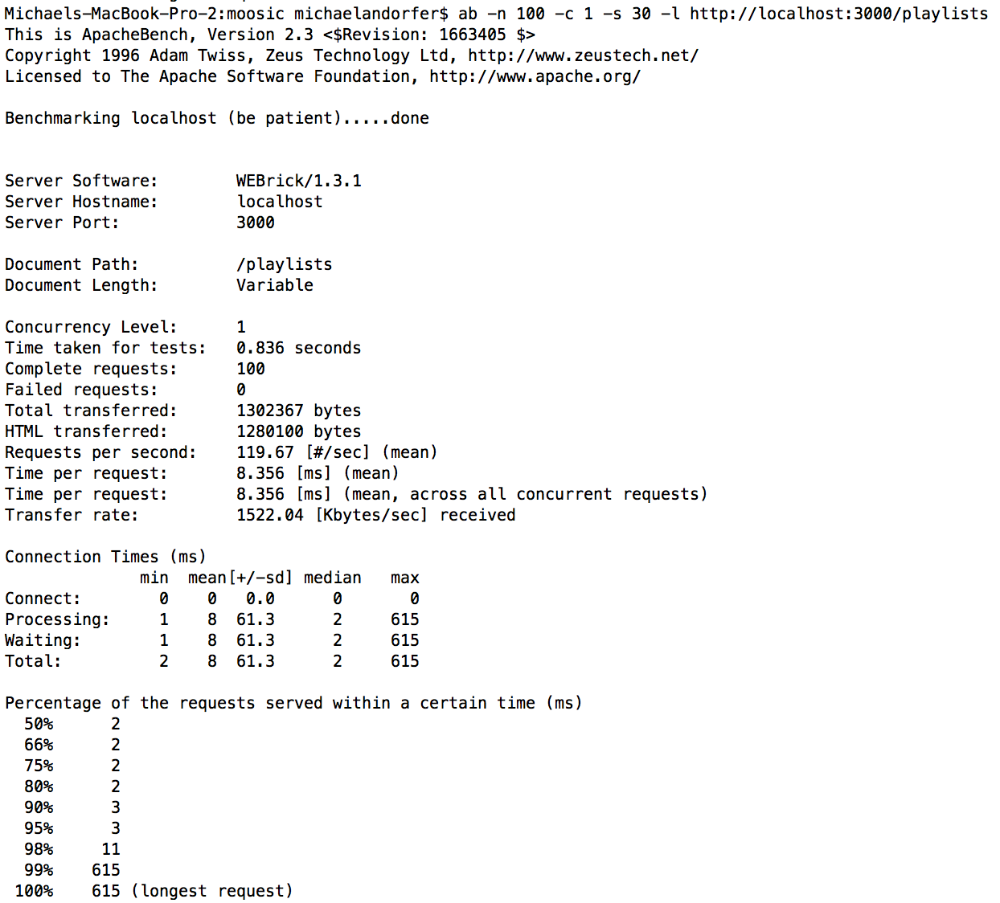 Michaels-MacBook-Pro-2:moosic michaelandorfer$ ab -n 100 -c 1 -s 30 -l http://localhost:3000/playlists
This is ApacheBench, Version 2.3 <$Revision: 1663405 $>
Copyright 1996 Adam Twiss, Zeus Technology Ltd, http://www.zeustech.net/
Licensed to The Apache Software Foundation, http://www.apache.org/

Benchmarking localhost (be patient).....done


Server Software:        WEBrick/1.3.1
Server Hostname:        localhost
Server Port:            3000

Document Path:          /playlists
Document Length:        Variable

Concurrency Level:      1
Time taken for tests:   0.836 seconds
Complete requests:      100
Failed requests:        0
Total transferred:      1302367 bytes
HTML transferred:       1280100 bytes
Requests per second:    119.67 [#/sec] (mean)
Time per request:       8.356 [ms] (mean)
Time per request:       8.356 [ms] (mean, across all concurrent requests)
Transfer rate:          1522.04 [Kbytes/sec] received

Connection Times (ms)
              min  mean[+/-sd] median   max
Connect:        0    0   0.0      0       0
Processing:     1    8  61.3      2     615
Waiting:        1    8  61.3      2     615
Total:          2    8  61.3      2     615

Percentage of the requests served within a certain time (ms)
  50%      2
  66%      2
  75%      2
  80%      2
  90%      3
  95%      3
  98%     11
  99%    615
 100%    615 (longest request)